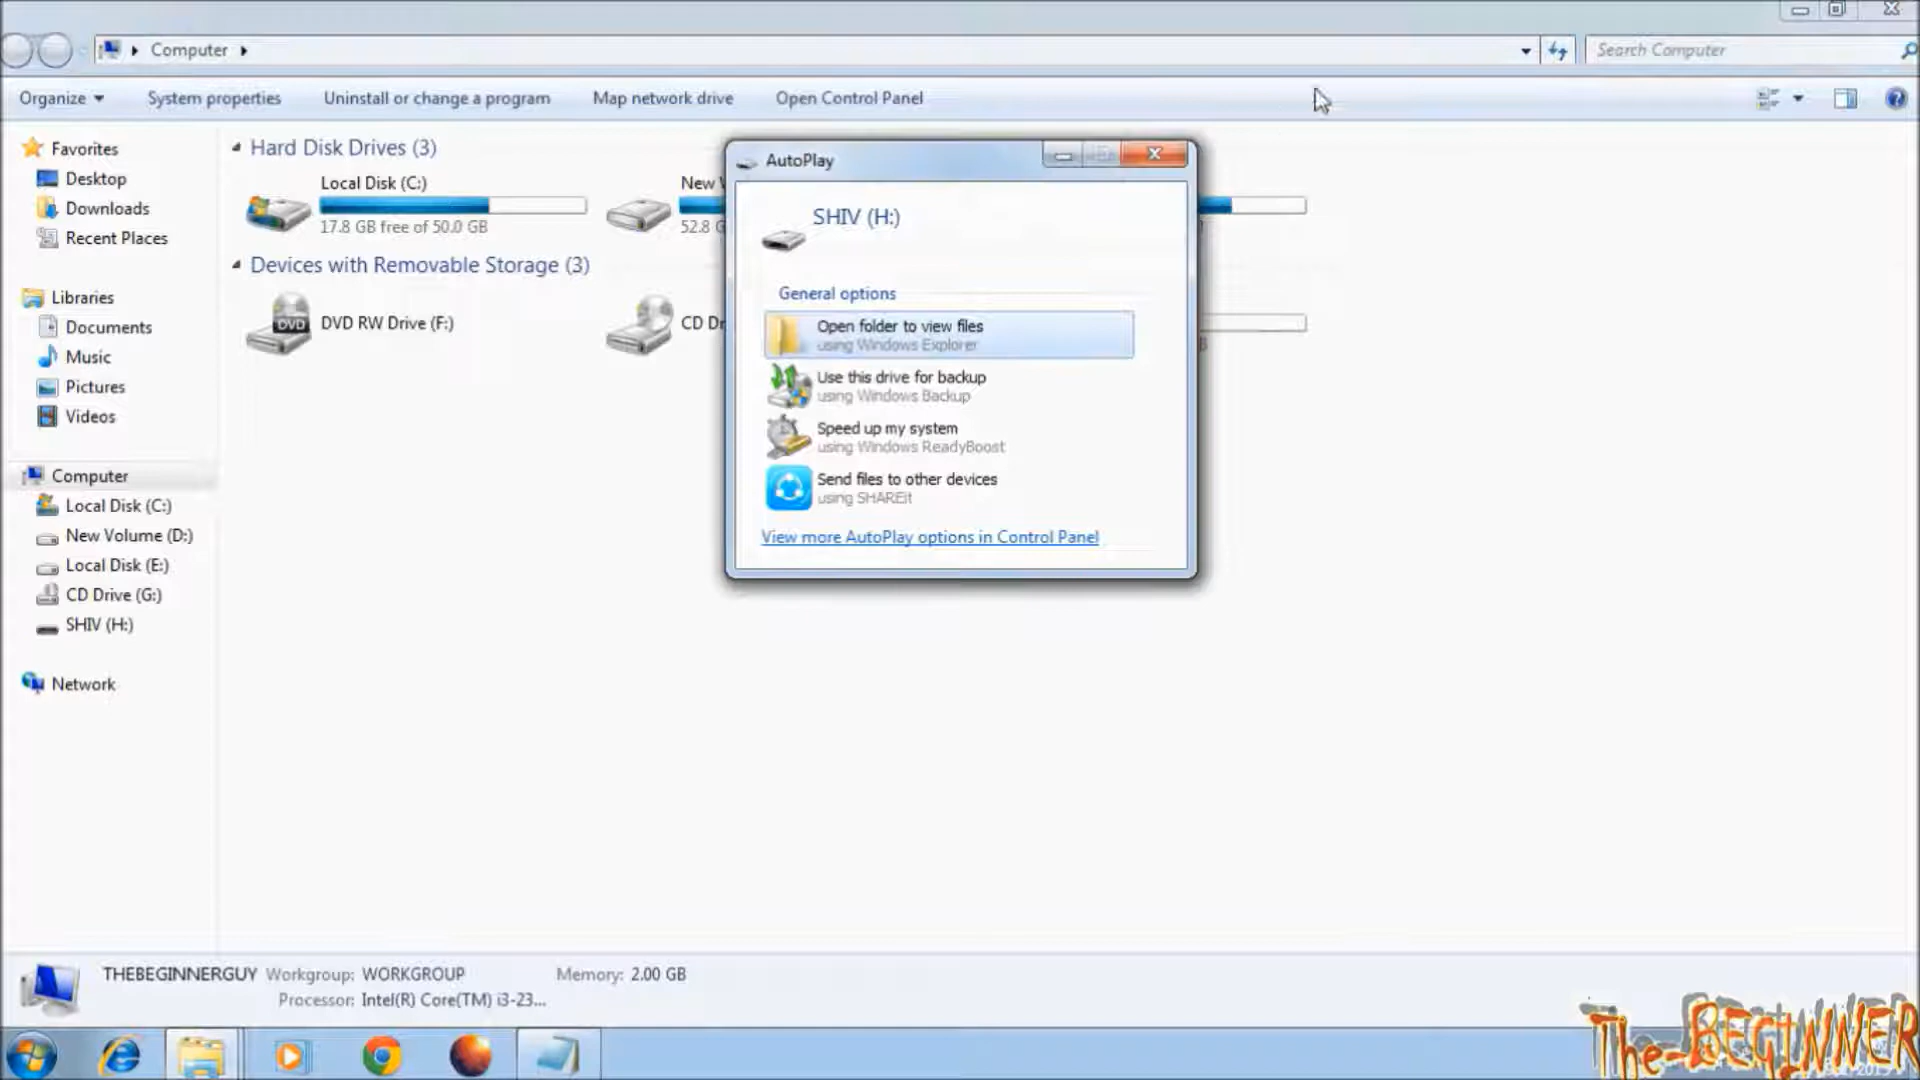 Computer
Search Computer
Organize
System properties
Uninstall or change a program
Map network drive
Open Control Panel
Favorites
Desktop
Downloads
Recent Places
Libraries
Documents
Music
Pictures
Videos
Computer
Local Disk (C:)
New Volume (D:)
Local Disk (E:)
CD Drive (G:)
SHIV (H:)
Network
Hard Disk Drives (3)
Local Disk (C:)
17.8 GB free of 50.0 GB
New
52.8
Devices with Removable Storage (3)
DVD
DVD RW Drive (F:)
CD
AutoPlay
SHIV (H:)
General options
Open folder to view files
using Windows Explorer
Use this drive for backup
using Windows Backup
Speed up my system
using Windows ReadyBoost
Send files to other devices
using SHAREit
View more AutoPlay options in Control Panel
THEBEGINNERGUY Workgroup: WORKGROUP Memory: 2.00 GB
Processor: Intel(R) Core(TM) i3-23...
The-BEGINNER